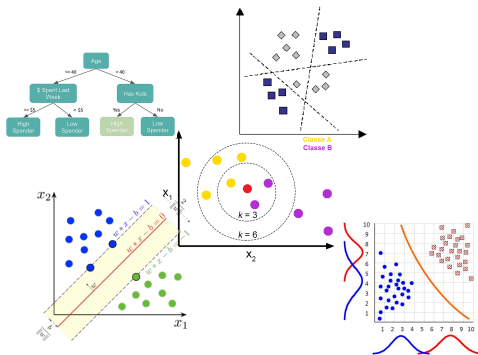 Age
>= 40
< 40
$ Spent Last
Week
Has Kids
>= $5
< $5
Yes
No
High
Spender
Low
Spender
High
Spender
Low
Spender
Classe A
Classe B
x₁
k = 3
k = 6
x₂
x₂
w * x − b = 1
w * x − b = 0
w * x − b = −1
x₁
10
9
8
7
6
5
4
3
2
1
1 2 3 4 5 6 7 8 9 10